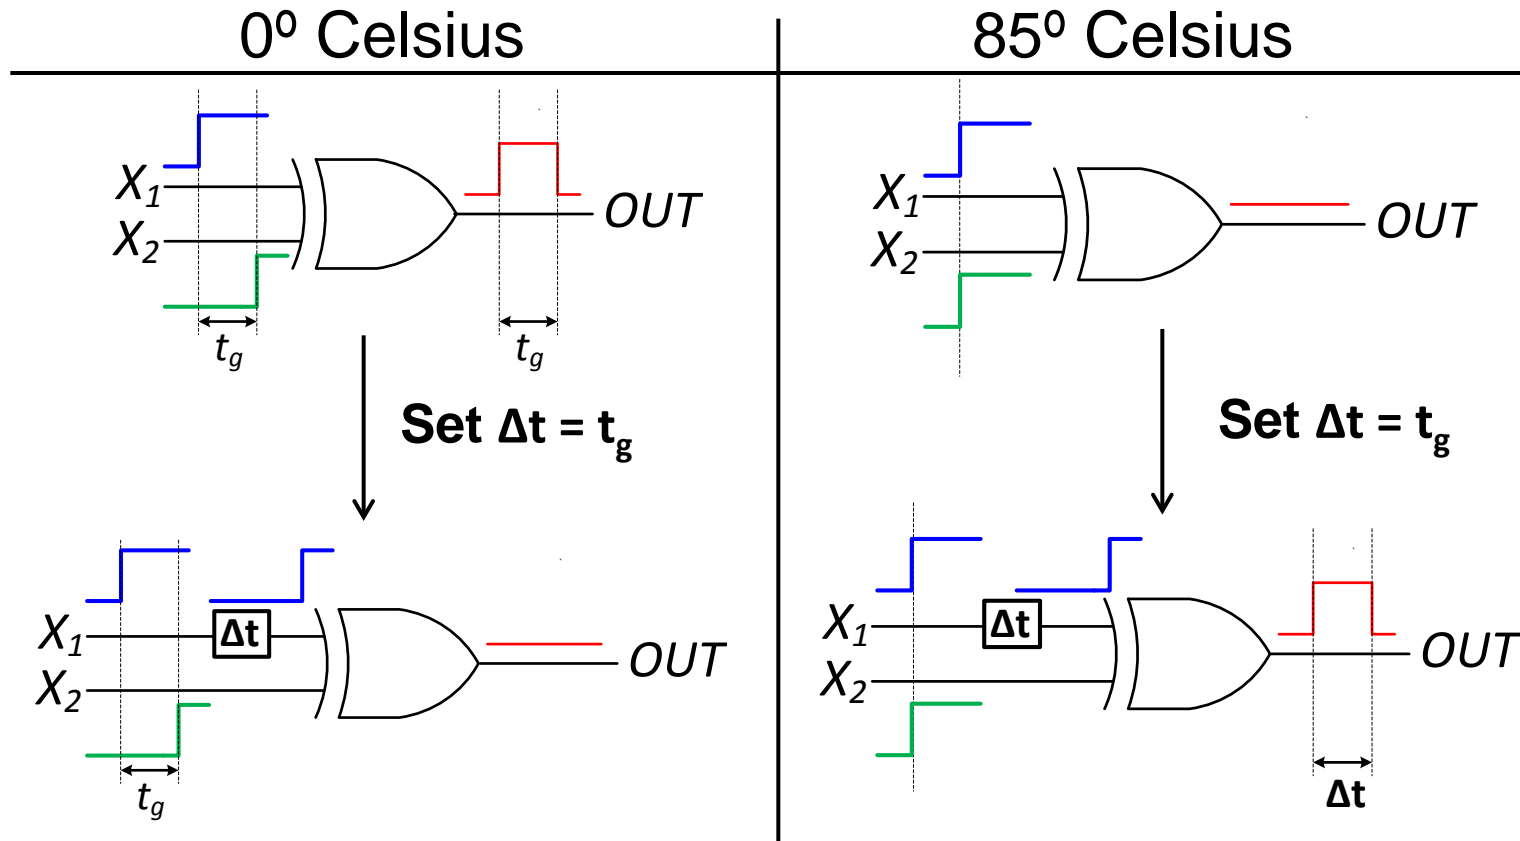 0º Celsius
85º Celsius
X1
X2
OUT
tg
tg
Set Δt = tg
X1
Δt
X2
OUT
tg
X1
X2
OUT
Set Δt = tg
X1
Δt
X2
OUT
Δt